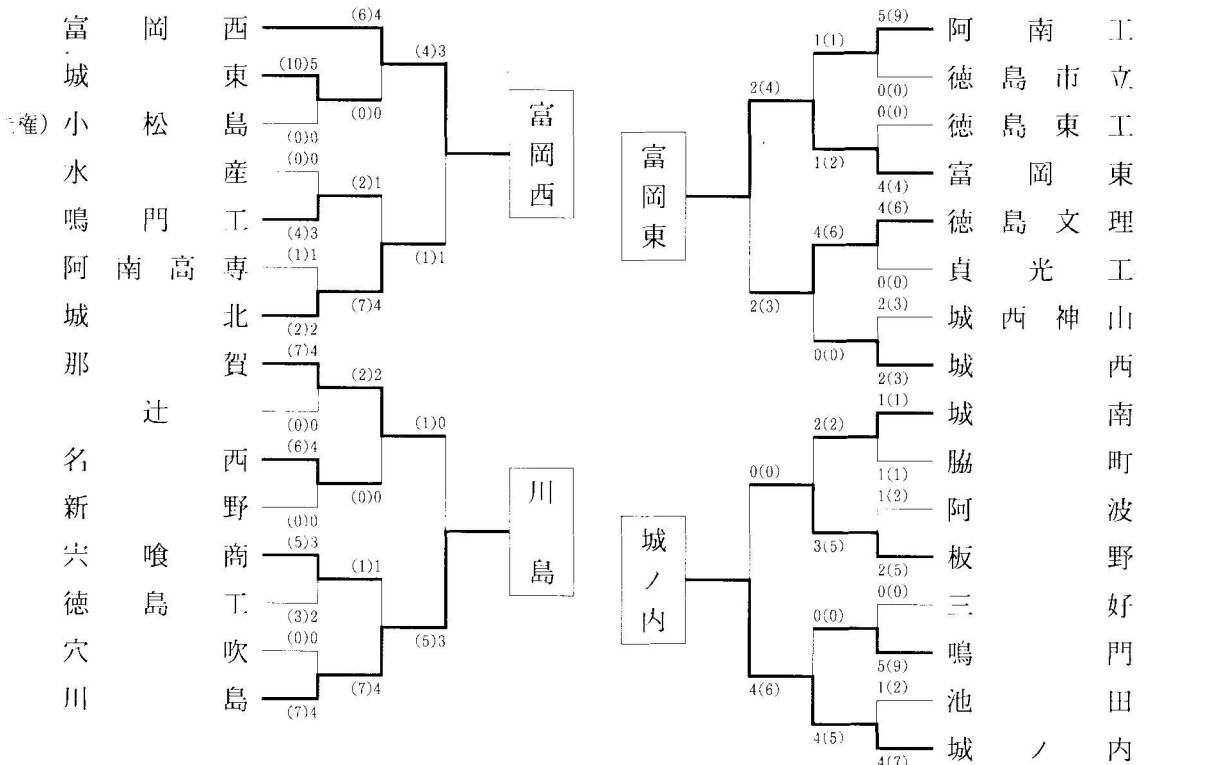 富岡西
(6)4
城東
(10)5
(4)3
(0)0
権)小松島
(0)0
水産
(0)0
(2)1
鳴門工
(4)3
阿南高専
(1)1
(1)1
城北
(2)2
(7)4
富岡西
那賀
(7)4
(2)2
辻
(0)0
(1)0
名西
(6)4
(0)0
新野
(0)0
宍喰商
(5)3
(1)1
徳島工
(3)2
(5)3
穴吹
(0)0
川島
(7)4
(7)4
川島
5(9)
阿南工
1(1)
徳島市立
0(0)
2(4)
0(0)
徳島東工
1(2)
富岡東
4(4)
富岡東
4(6)
徳島文理
4(6)
貞光工
0(0)
2(3)
2(3)
城西神山
0(0)
城西
2(3)
1(1)
城南
2(2)
脇町
1(1)
0(0)
1(2)
阿波
3(5)
板野
2(5)
城ノ内
0(0)
三好
0(0)
鳴門
5(9)
4(6)
1(2)
池田
4(5)
城ノ内
4(7)